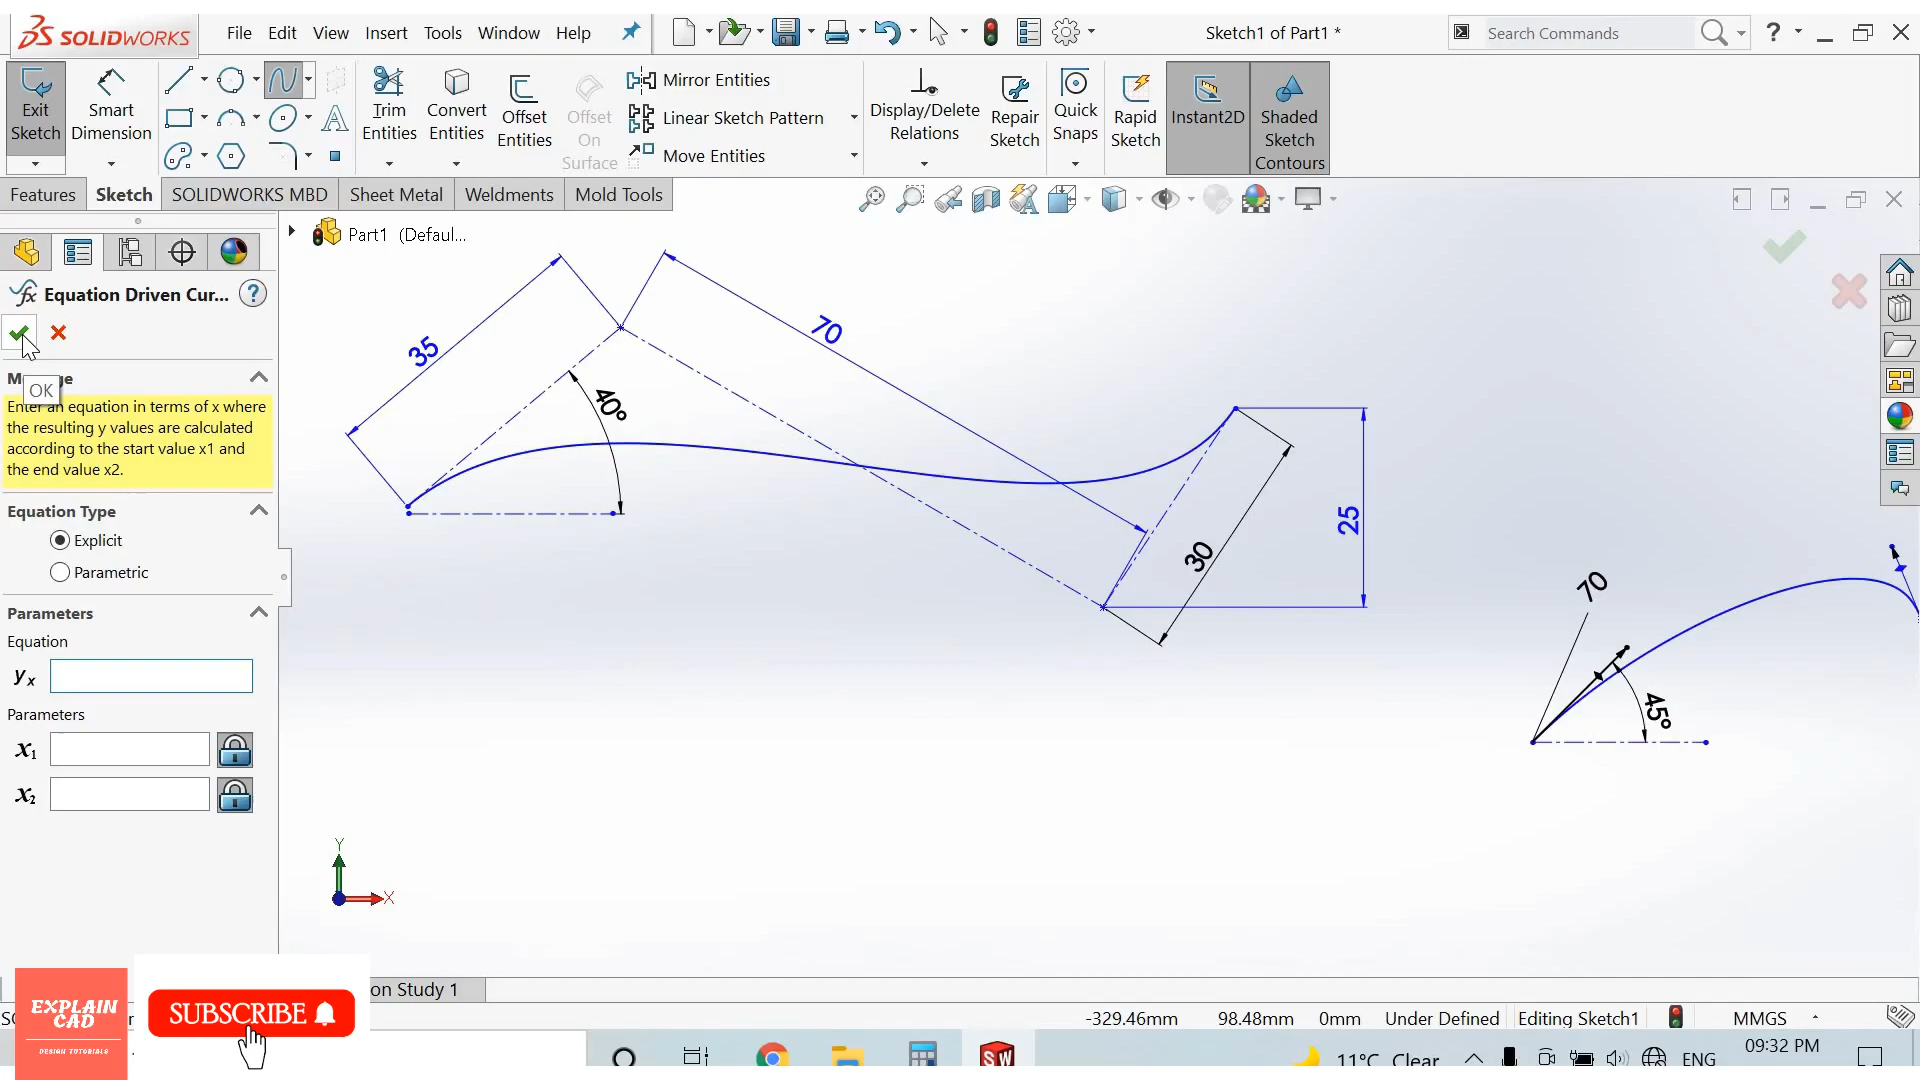 SOLIDWORKS
File Edit View Insert Tools Window Help
Sketch1 of Part1 *
Search Commands
?
Exit Sketch
Smart Dimension
Trim Entities
Convert Entities
Offset Entities
Offset On Surface
Mirror Entities
Linear Sketch Pattern
Move Entities
Display/Delete Relations
Repair Sketch
Quick Snaps
Rapid Sketch
Instant2D
Shaded Sketch Contours
Features
Sketch
SOLIDWORKS MBD
Sheet Metal
Weldments
Mold Tools
Part1 (Defaul...
Equation Driven Cur...
?
OK
Enter an equation in terms of x where
the resulting y values are calculated
according to the start value x1 and
the end value x2.
Equation Type
Explicit
Parametric
Parameters
Equation
yx
Parameters
x1
x2
35
70
40°
30
25
70
45°
Y
X
EXPLAIN
CAD
DESIGN TUTORIALS
SUBSCRIBE
on Study 1
-329.46mm
98.48mm
0mm
Under Defined
Editing Sketch1
MMGS
SW
11°C Clear
ENG
09:32 PM